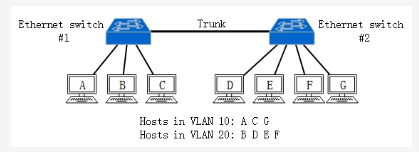 Ethernet switch #1
Trunk
Ethernet switch #2
A B C D E F G
Hosts in VLAN 10: A C G
Hosts in VLAN 20: B D E F